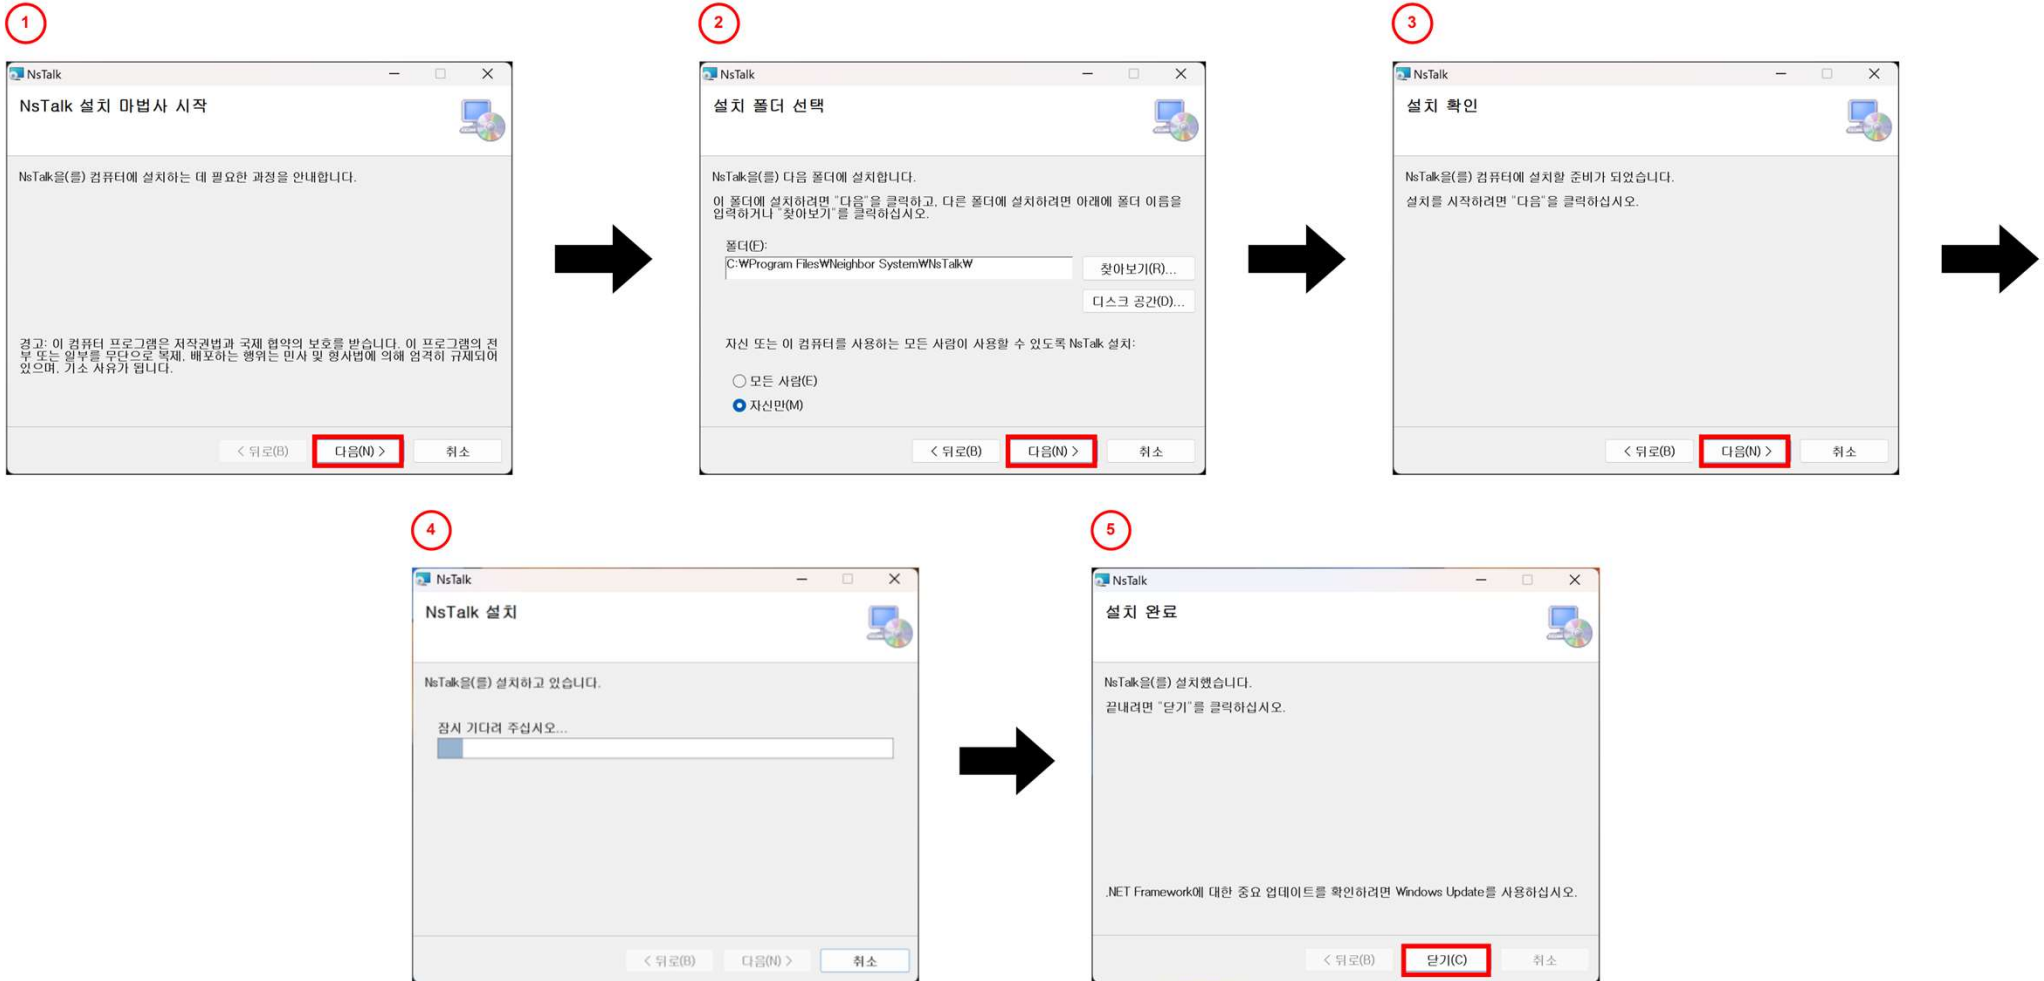 1
NsTalk
NsTalk 설치 마법사 시작
NsTalk을(를) 컴퓨터에 설치하는 데 필요한 과정을 안내합니다.
경고: 이 컴퓨터 프로그램은 저작권법과 국제 협약의 보호를 받습니다. 이 프로그램의 전
부 또는 일부를 무단으로 복제, 배포하는 행위는 민사 및 형사법에 의해 엄격히 규제되어
있으며, 기소 사유가 됩니다.
< 뒤로(B) 다음(N) > 취소
2
NsTalk
설치 폴더 선택
NsTalk을(를) 다음 폴더에 설치합니다.
이 폴더에 설치하려면 "다음"을 클릭하고, 다른 폴더에 설치하려면 아래에 폴더 이름을
입력하거나 "찾아보기"를 클릭하십시오.
폴더(F):
C:₩Program Files₩Neighbor System₩NsTalk₩
찾아보기(R)...
디스크 공간(D)...
자신 또는 이 컴퓨터를 사용하는 모든 사람이 사용할 수 있도록 NsTalk 설치:
모든 사람(E)
자신만(M)
< 뒤로(B) 다음(N) > 취소
3
NsTalk
설치 확인
NsTalk을(를) 컴퓨터에 설치할 준비가 되었습니다.
설치를 시작하려면 "다음"을 클릭하십시오.
< 뒤로(B) 다음(N) > 취소
4
NsTalk
NsTalk 설치
NsTalk을(를) 설치하고 있습니다.
잠시 기다려 주십시오...
< 뒤로(B) 다음(N) > 취소
5
NsTalk
설치 완료
NsTalk을(를) 설치했습니다.
끝내려면 "닫기"를 클릭하십시오.
.NET Framework에 대한 중요 업데이트를 확인하려면 Windows Update를 사용하십시오.
< 뒤로(B) 닫기(C) 취소